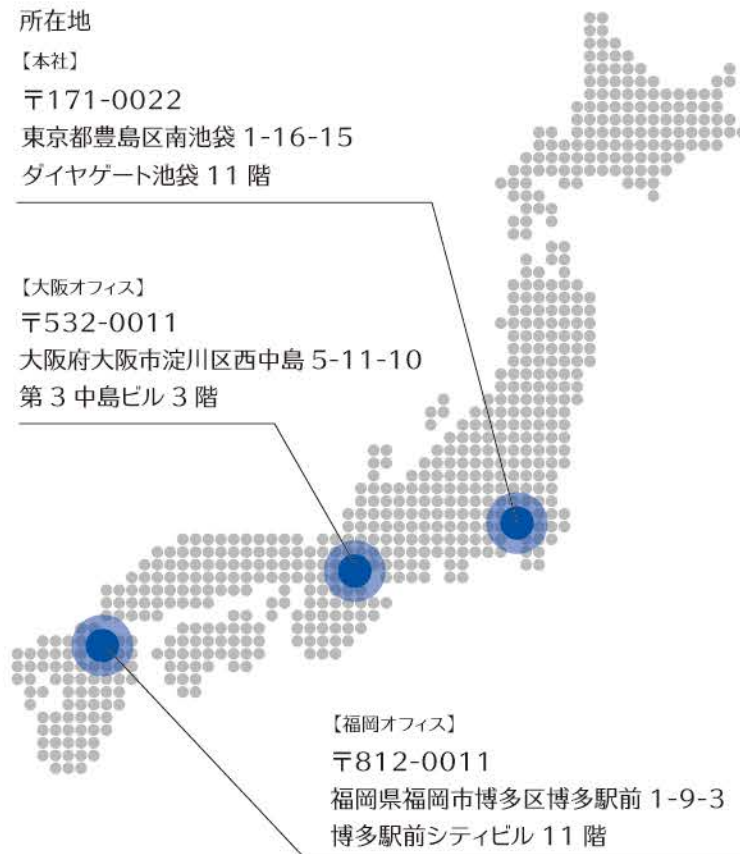 所在地
【本社】
〒171-0022
東京都豊島区南池袋 1-16-15
ダイヤゲート池袋 11 階
【大阪オフィス】
〒532-0011
大阪府大阪市淀川区西中島 5-11-10
第 3 中島ビル 3 階
【福岡オフィス】
〒812-0011
福岡県福岡市博多区博多駅前 1-9-3
博多駅前シティビル 11 階